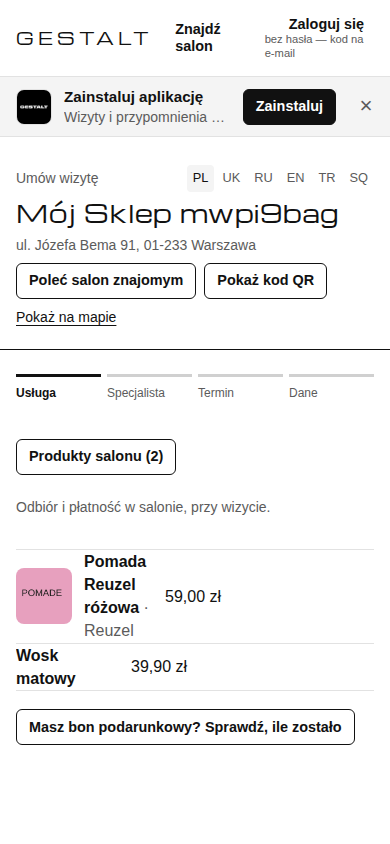 GESTALT
Znajdź
salon
Zaloguj się
bez hasła — kod na
e-mail
GESTALT
Zainstaluj aplikację
Wizyty i przypomnienia …
Zainstaluj
×
Umów wizytę
PL UK RU EN TR SQ
Mój Sklep mwpi9bag
ul. Józefa Bema 91, 01-233 Warszawa
Poleć salon znajomym
Pokaż kod QR
Pokaż na mapie
Usługa
Specjalista
Termin
Dane
Produkty salonu (2)
Odbiór i płatność w salonie, przy wizycie.
POMADE
Pomada
Reuzel
różowa ·
Reuzel
59,00 zł
Wosk
matowy
39,90 zł
Masz bon podarunkowy? Sprawdź, ile zostało